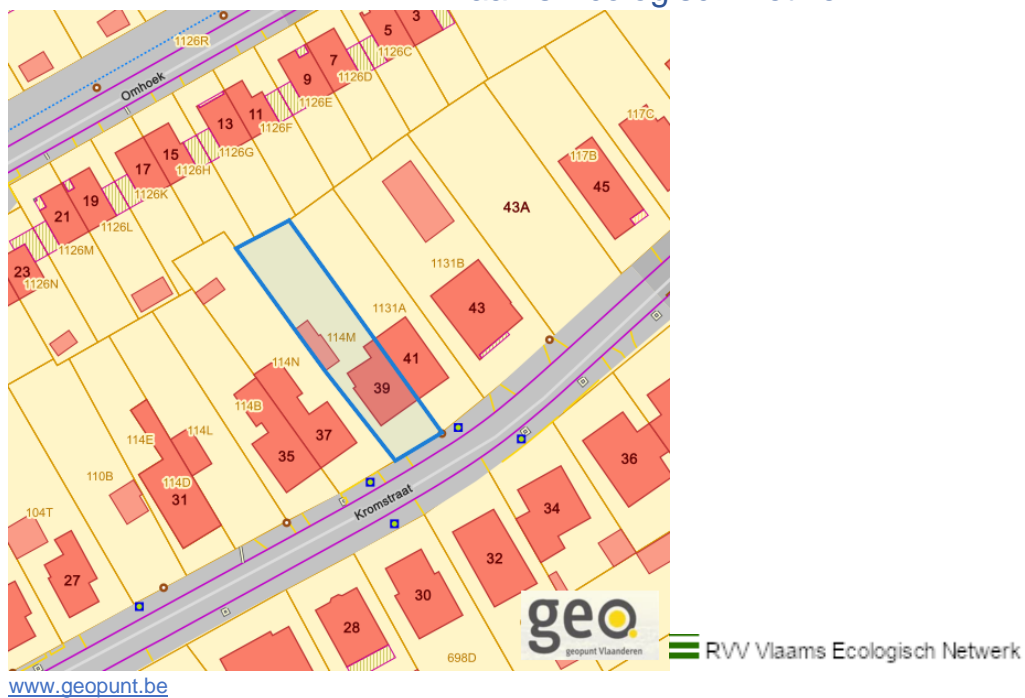 1126R
3
5
1126C
7
1126D
9
1126E
Omhoek
11
13
1126F
1126G
117C
15
17
1126H
117B
1126K
45
19
21
1126L
43A
1126M
23
1126N
1131B
1131A
43
114M
41
114N
39
114B
37
114L
114E
35
36
110B
114D
31
Kromstraat
34
104T
32
27
30
28
698D
geo.
geopunt Vlaanderen
RVV Vlaams Ecologisch Netwerk
www.geopunt.be